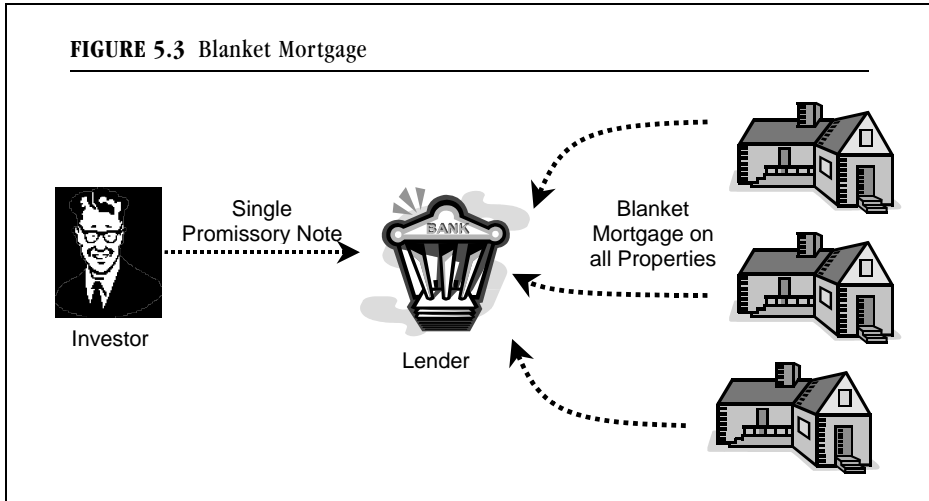 FIGURE 5.3 Blanket Mortgage
Single
Promissory Note
BANK
Blanket
Mortgage on
all Properties
Investor
Lender